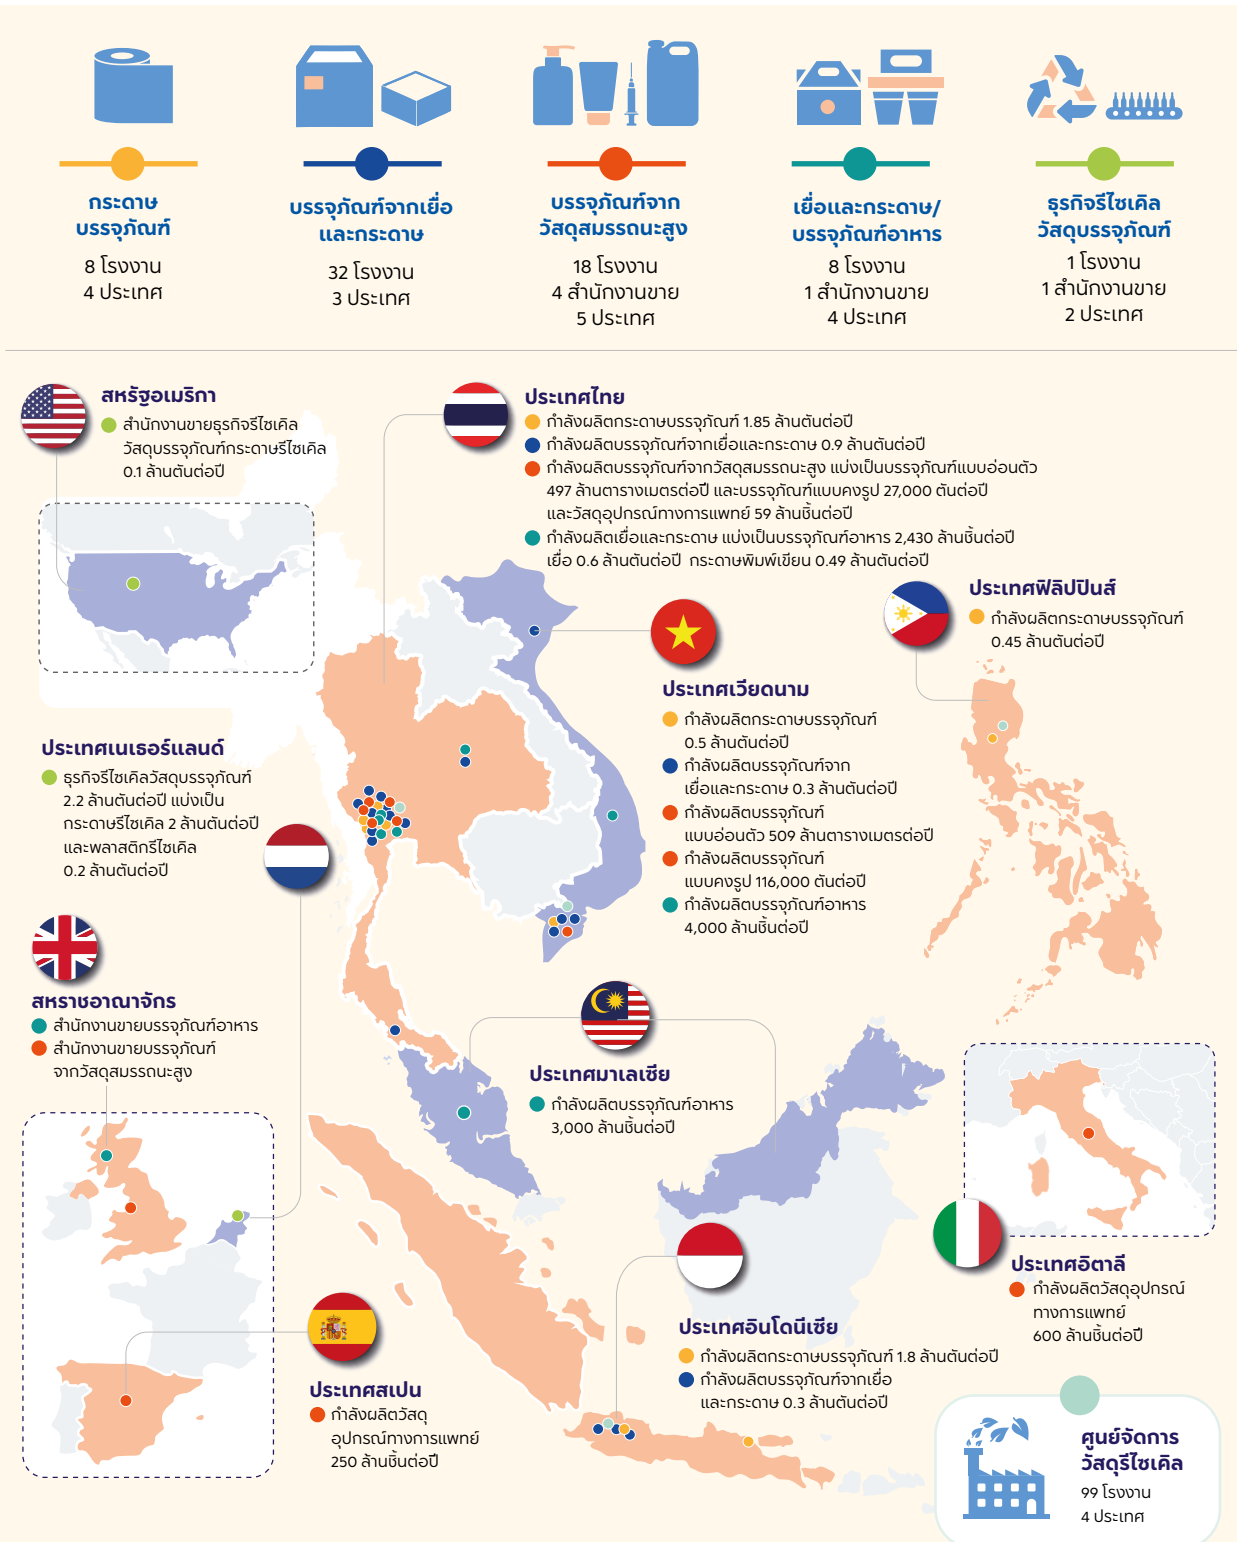 กระดาษ
บรรจุภัณฑ์
8 โรงงาน
4 ประเทศ
บรรจุภัณฑ์จากเยื่อ
และกระดาษ
32 โรงงาน
3 ประเทศ
บรรจุภัณฑ์จาก
วัสดุสมรรถนะสูง
18 โรงงาน
4 สำนักงานขาย
5 ประเทศ
เยื่อและกระดาษ/
บรรจุภัณฑ์อาหาร
8 โรงงาน
1 สำนักงานขาย
4 ประเทศ
ธุรกิจรีไซเคิล
วัสดุบรรจุภัณฑ์
1 โรงงาน
1 สำนักงานขาย
2 ประเทศ
สหรัฐอเมริกา
สำนักงานขายธุรกิจรีไซเคิล
วัสดุบรรจุภัณฑ์กระดาษรีไซเคิล
0.1 ล้านตันต่อปี
ประเทศไทย
กำลังผลิตกระดาษบรรจุภัณฑ์ 1.85 ล้านตันต่อปี
กำลังผลิตบรรจุภัณฑ์จากเยื่อและกระดาษ 0.9 ล้านตันต่อปี
กำลังผลิตบรรจุภัณฑ์จากวัสดุสมรรถนะสูง แบ่งเป็นบรรจุภัณฑ์แบบอ่อนตัว
497 ล้านตารางเมตรต่อปี และบรรจุภัณฑ์แบบคงรูป 27,000 ตันต่อปี
และวัสดุอุปกรณ์ทางการแพทย์ 59 ล้านชิ้นต่อปี
กำลังผลิตเยื่อและกระดาษ แบ่งเป็นบรรจุภัณฑ์อาหาร 2,430 ล้านชิ้นต่อปี
เยื่อ 0.6 ล้านตันต่อปี กระดาษพิมพ์เขียน 0.49 ล้านตันต่อปี
ประเทศฟิลิปปินส์
กำลังผลิตกระดาษบรรจุภัณฑ์
0.45 ล้านตันต่อปี
ประเทศเวียดนาม
กำลังผลิตกระดาษบรรจุภัณฑ์
0.5 ล้านตันต่อปี
กำลังผลิตบรรจุภัณฑ์จาก
เยื่อและกระดาษ 0.3 ล้านตันต่อปี
กำลังผลิตบรรจุภัณฑ์
แบบอ่อนตัว 509 ล้านตารางเมตรต่อปี
กำลังผลิตบรรจุภัณฑ์
แบบคงรูป 116,000 ตันต่อปี
กำลังผลิตบรรจุภัณฑ์อาหาร
4,000 ล้านชิ้นต่อปี
ประเทศเนเธอร์แลนด์
ธุรกิจรีไซเคิลวัสดุบรรจุภัณฑ์
2.2 ล้านตันต่อปี แบ่งเป็น
กระดาษรีไซเคิล 2 ล้านตันต่อปี
และพลาสติกรีไซเคิล
0.2 ล้านตันต่อปี
สหราชอาณาจักร
สำนักงานขายบรรจุภัณฑ์อาหาร
สำนักงานขายบรรจุภัณฑ์
จากวัสดุสมรรถนะสูง
ประเทศมาเลเซีย
กำลังผลิตบรรจุภัณฑ์อาหาร
3,000 ล้านชิ้นต่อปี
ประเทศอิตาลี
กำลังผลิตวัสดุอุปกรณ์
ทางการแพทย์
600 ล้านชิ้นต่อปี
ประเทศอินโดนีเซีย
กำลังผลิตกระดาษบรรจุภัณฑ์ 1.8 ล้านตันต่อปี
กำลังผลิตบรรจุภัณฑ์จากเยื่อ
และกระดาษ 0.3 ล้านตันต่อปี
ประเทศสเปน
กำลังผลิตวัสดุ
อุปกรณ์ทางการแพทย์
250 ล้านชิ้นต่อปี
ศูนย์จัดการ
วัสดุรีไซเคิล
99 โรงงาน
4 ประเทศ